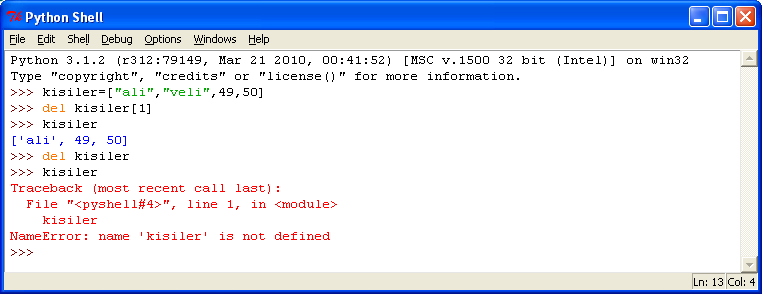 Python Shell
File Edit Shell Debug Options Windows Help
Python 3.1.2 (r312:79149, Mar 21 2010, 00:41:52) [MSC v.1500 32 bit (Intel)] on win32
Type "copyright", "credits" or "license()" for more information.
>>> kisiler=["ali","veli",49,50]
>>> del kisiler[1]
>>> kisiler
['ali', 49, 50]
>>> del kisiler
>>> kisiler
Traceback (most recent call last):
  File "<pyshell#4>", line 1, in <module>
    kisiler
NameError: name 'kisiler' is not defined
>>>
Ln: 13 Col: 4